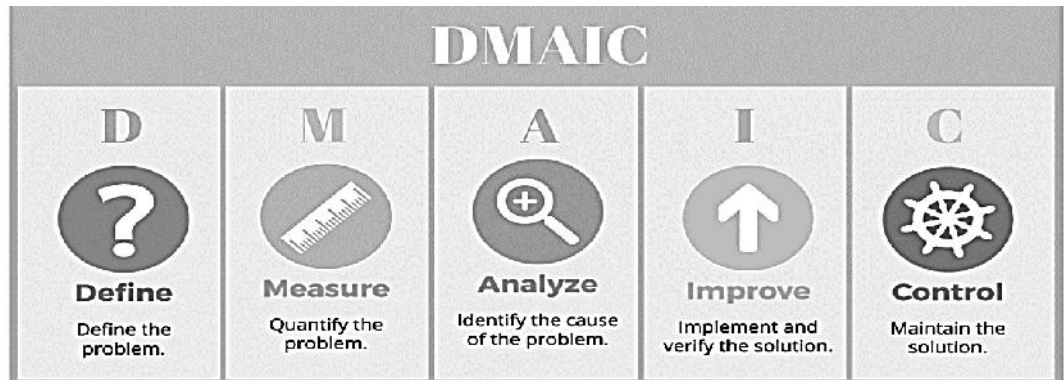 DMAIC
D
M
A
I
C
Define
Define the
problem.
Measure
Quantify the
problem.
Analyze
Identify the cause
of the problem.
Improve
Implement and
verify the solution.
Control
Maintain the
solution.